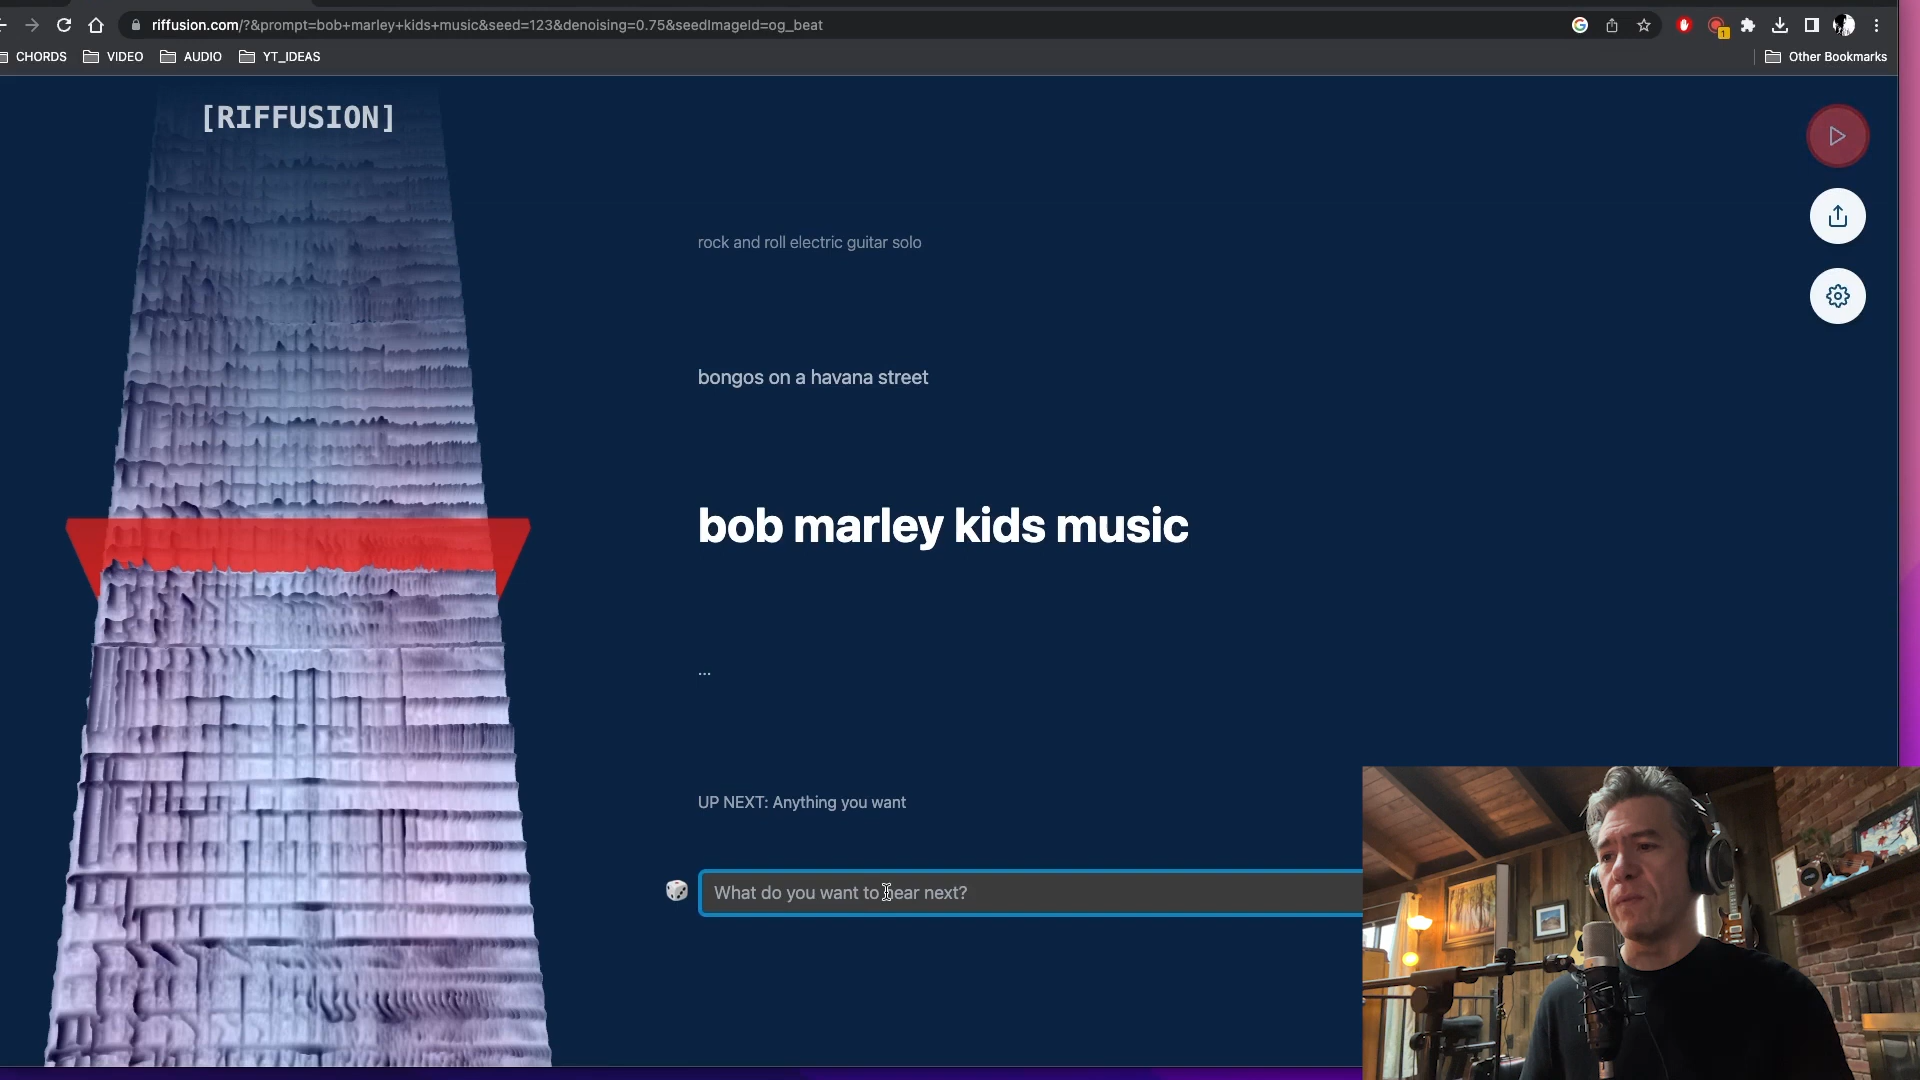 riffusion.com/?&prompt=bob+marley+kids+music&seed=123&denoising=0.75&seedImageId=og_beat
1
CHORDS VIDEO AUDIO YT_IDEAS Other Bookmarks
[RIFFUSION]
rock and roll electric guitar solo
bongos on a havana street
bob marley kids music
...
UP NEXT: Anything you want
What do you want to hear next?